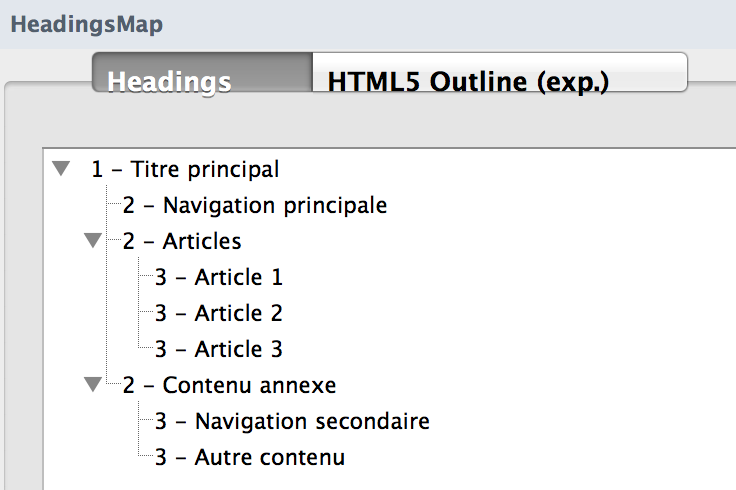 HeadingsMap
Headings
HTML5 Outline (exp.)
1 – Titre principal
2 – Navigation principale
2 – Articles
3 – Article 1
3 – Article 2
3 – Article 3
2 – Contenu annexe
3 – Navigation secondaire
3 – Autre contenu